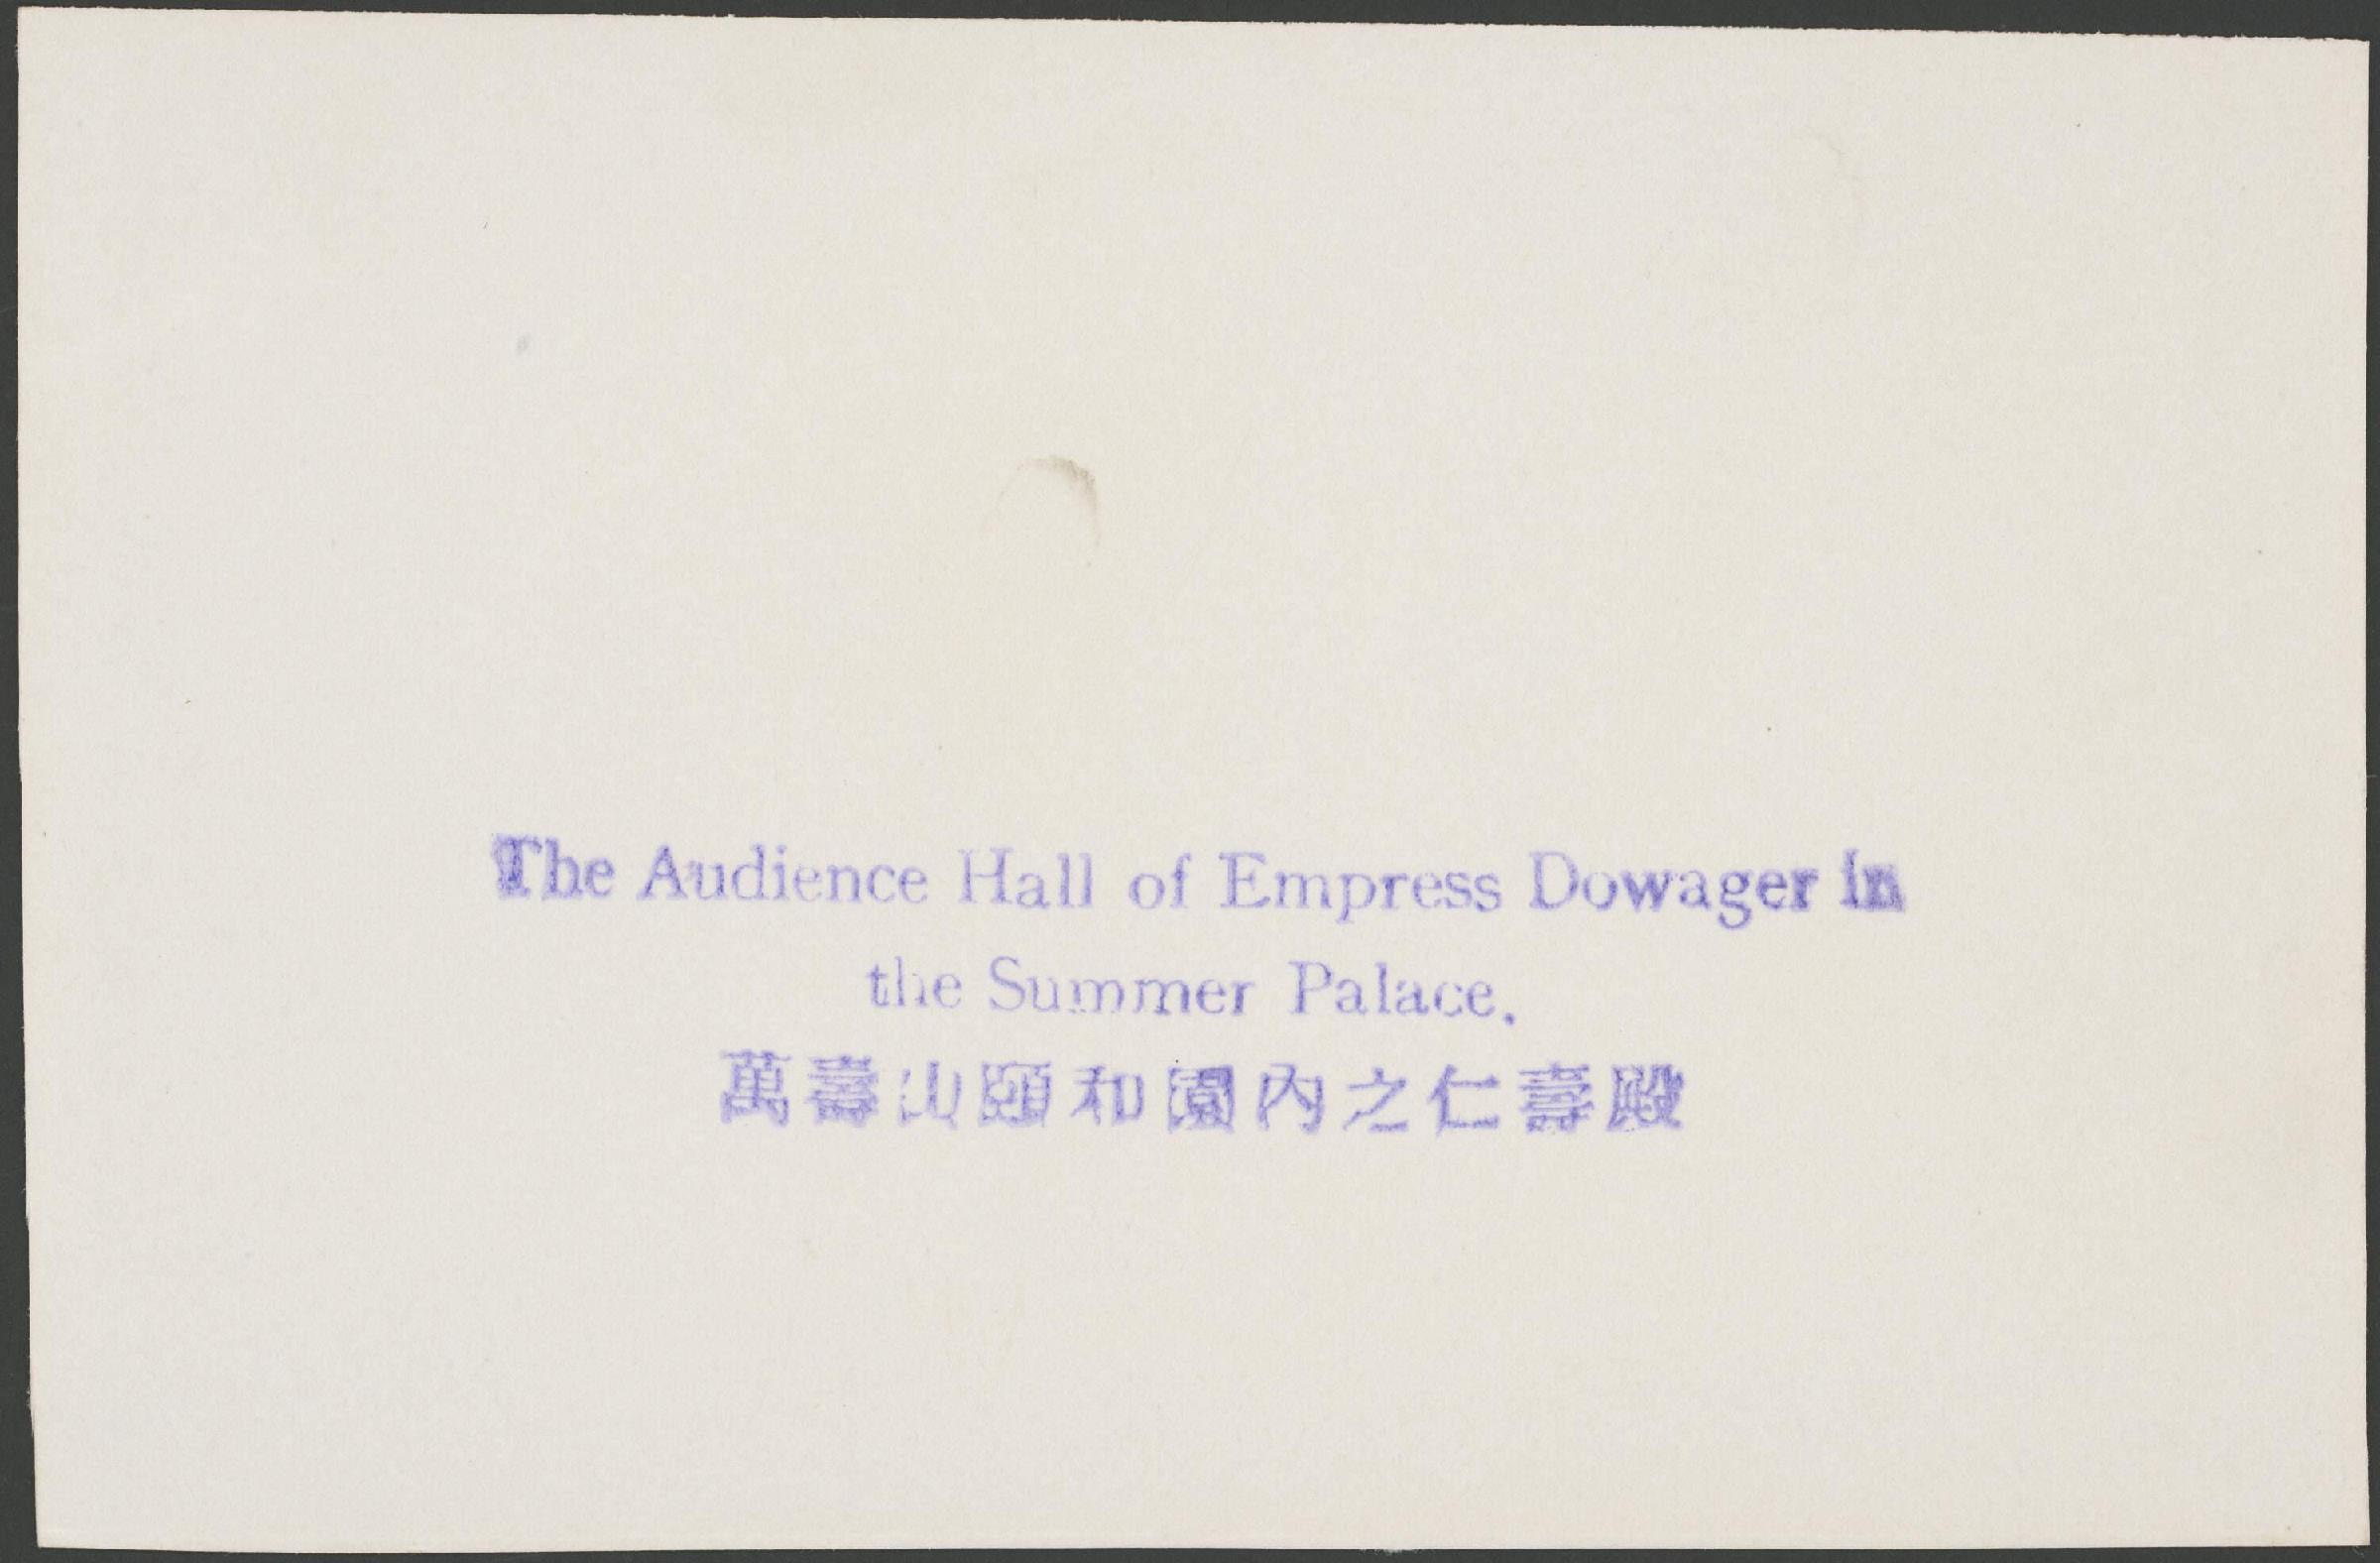 The Audience Hall of Empress Dowager in
the Summer Palace.
萬壽山頤和園內之仁壽殿